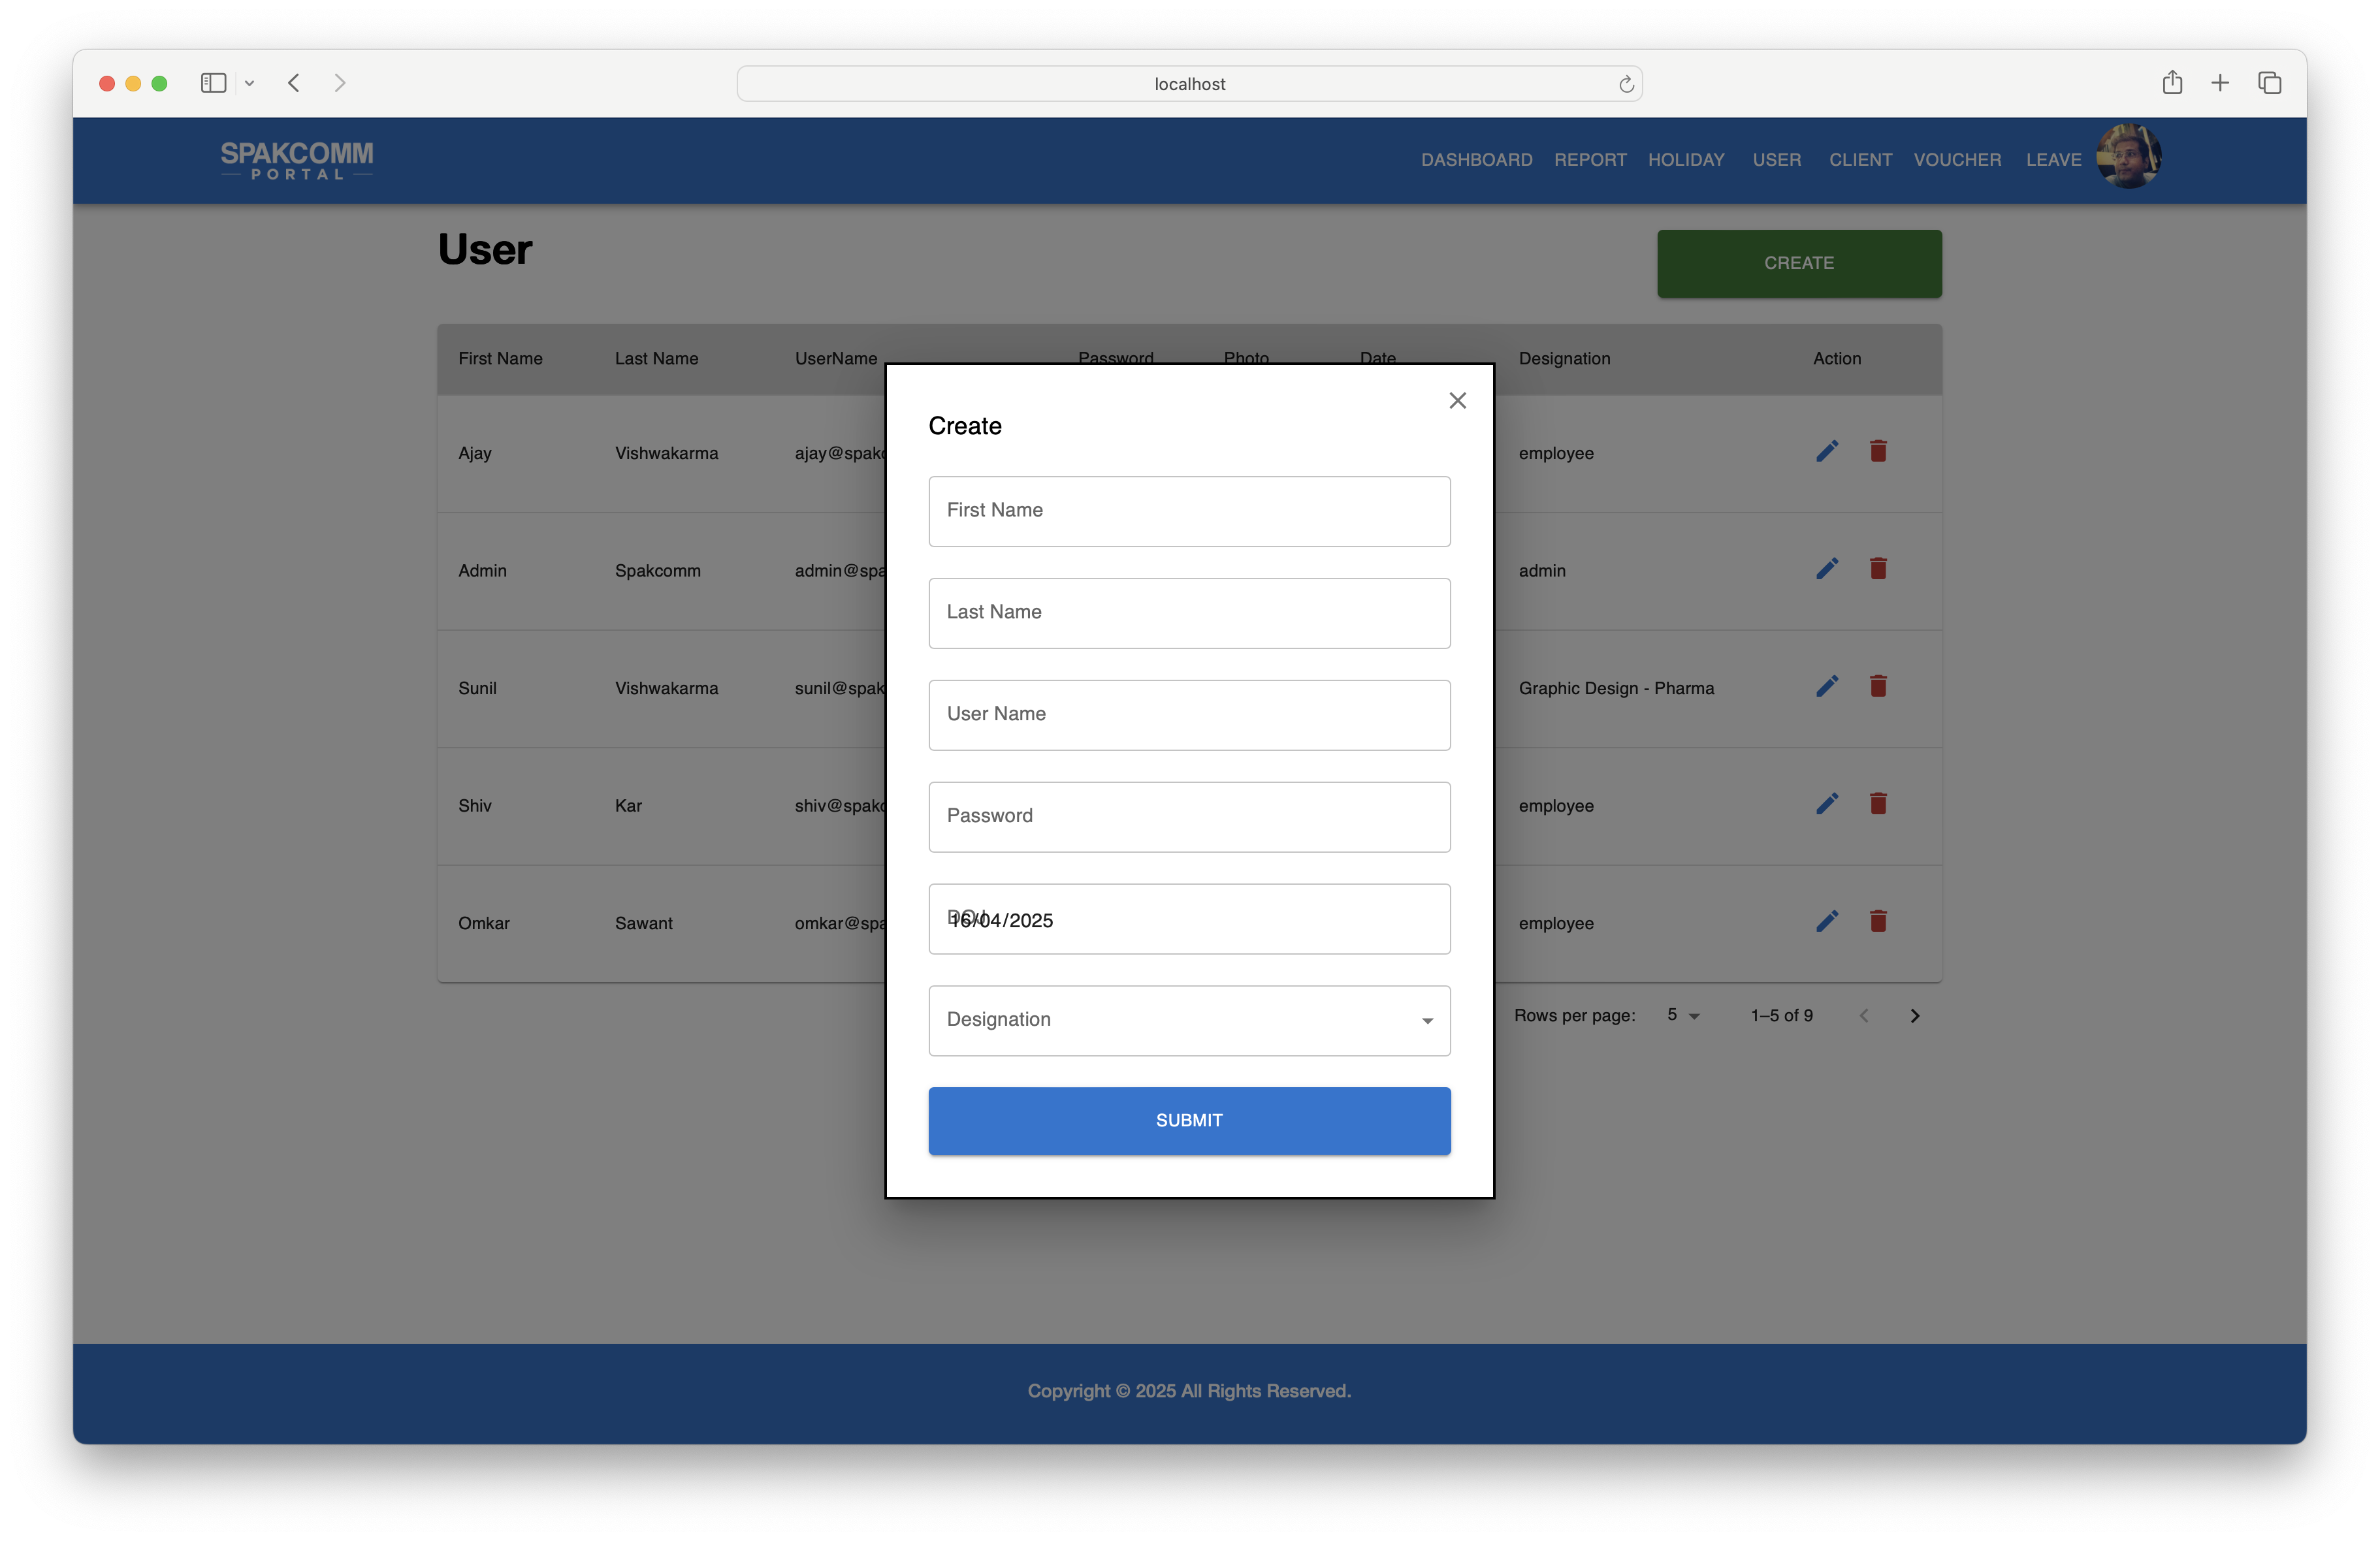 localhost
SPAKCOMM
PORTAL
DASHBOARD REPORT HOLIDAY USER CLIENT VOUCHER LEAVE
User
CREATE
First Name Last Name UserName Password Photo Date Designation Action
Ajay Vishwakarma ajay@spakc employee
Admin Spakcomm admin@spa admin
Sunil Vishwakarma sunil@spak Graphic Design - Pharma
Shiv Kar shiv@spakc employee
Omkar Sawant omkar@spa employee
Rows per page: 5 1–5 of 9
Create
First Name
Last Name
User Name
Password
DOJ
16/04/2025
Designation
SUBMIT
Copyright © 2025 All Rights Reserved.